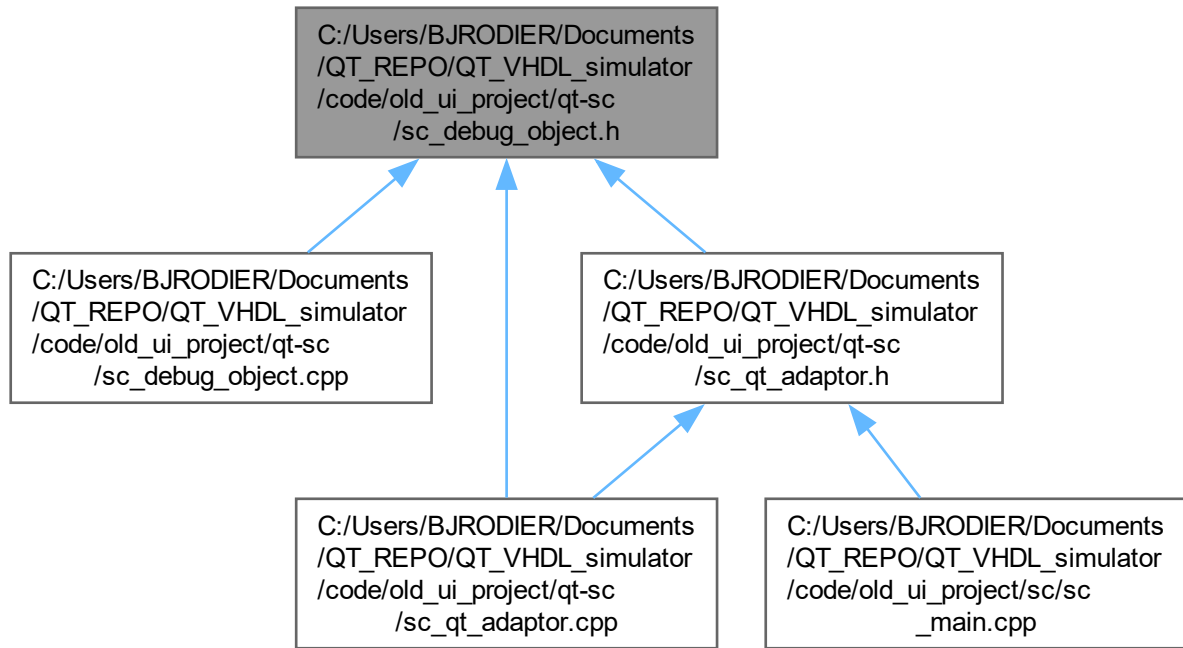 C:/Users/BJRODIER/Documents
/QT_REPO/QT_VHDL_simulator
/code/old_ui_project/qt-sc
/sc_debug_object.h
C:/Users/BJRODIER/Documents
/QT_REPO/QT_VHDL_simulator
/code/old_ui_project/qt-sc
/sc_debug_object.cpp
C:/Users/BJRODIER/Documents
/QT_REPO/QT_VHDL_simulator
/code/old_ui_project/qt-sc
/sc_qt_adaptor.h
C:/Users/BJRODIER/Documents
/QT_REPO/QT_VHDL_simulator
/code/old_ui_project/qt-sc
/sc_qt_adaptor.cpp
C:/Users/BJRODIER/Documents
/QT_REPO/QT_VHDL_simulator
/code/old_ui_project/sc/sc
_main.cpp